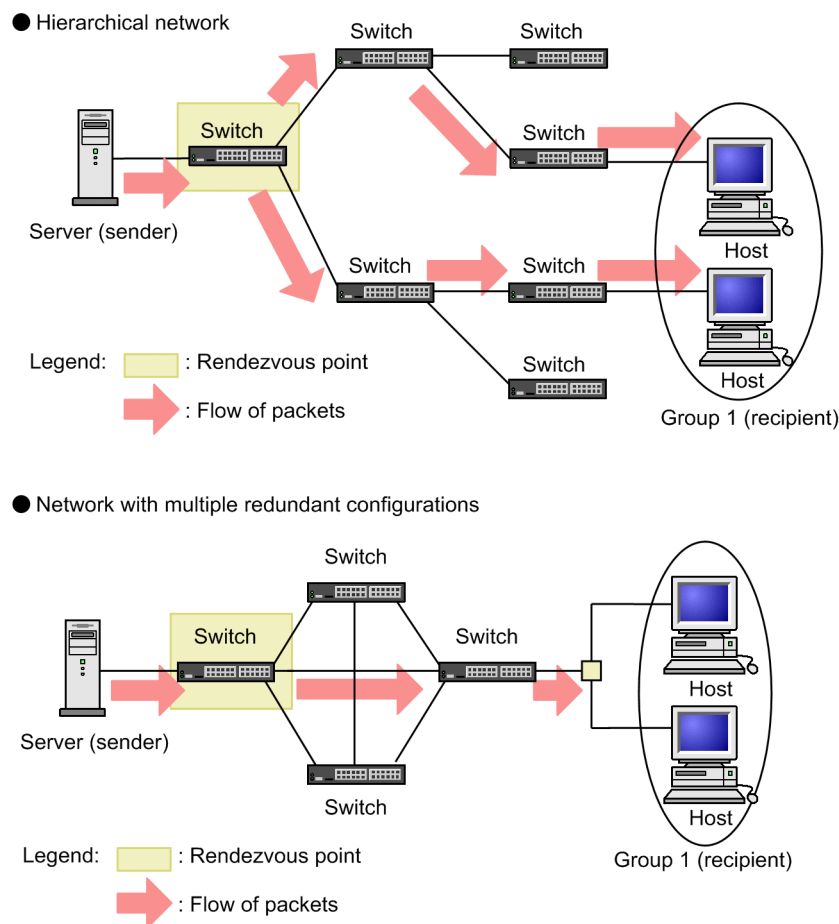 ● Hierarchical network
Switch
Switch
Switch
Switch
Server (sender)
Host
Switch
Switch
Legend:
: Rendezvous point
Host
Switch
: Flow of packets
Group 1 (recipient)
● Network with multiple redundant configurations
Switch
Switch
Switch
Server (sender)
Host
Switch
Host
Legend:
: Rendezvous point
Group 1 (recipient)
: Flow of packets